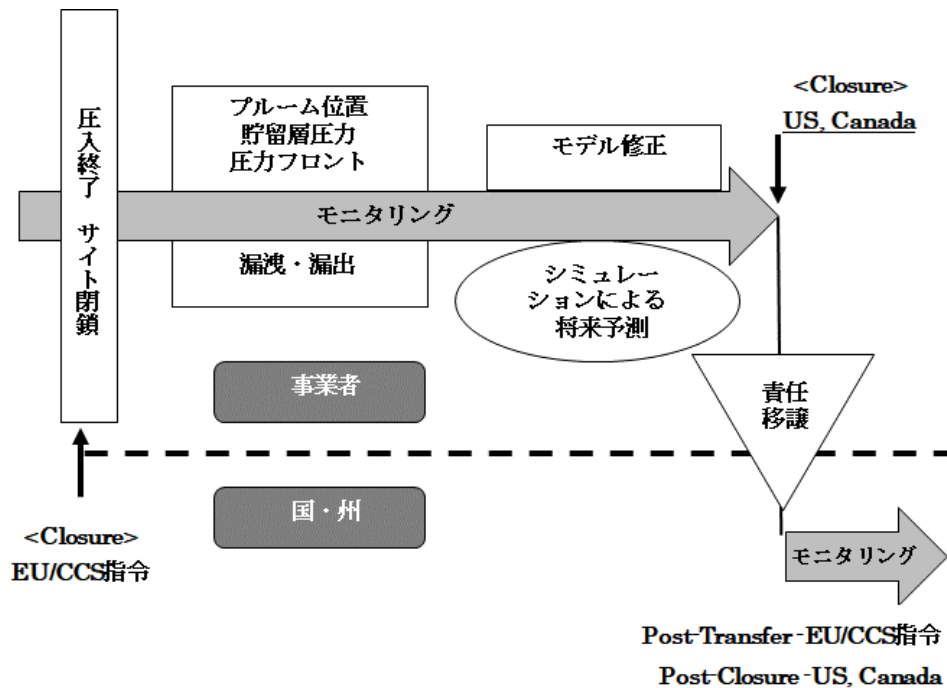 圧入終了 サイト閉鎖
プルーム位置
貯留層圧力
圧力フロント
モデル修正
<Closure>
US, Canada
モニタリング
漏洩・漏出
シミュレー
ションによる
将来予測
事業者
責任
移譲
国・州
<Closure>
EU/CCS指令
モニタリング
Post-Transfer -EU/CCS指令
Post-Closure -US, Canada